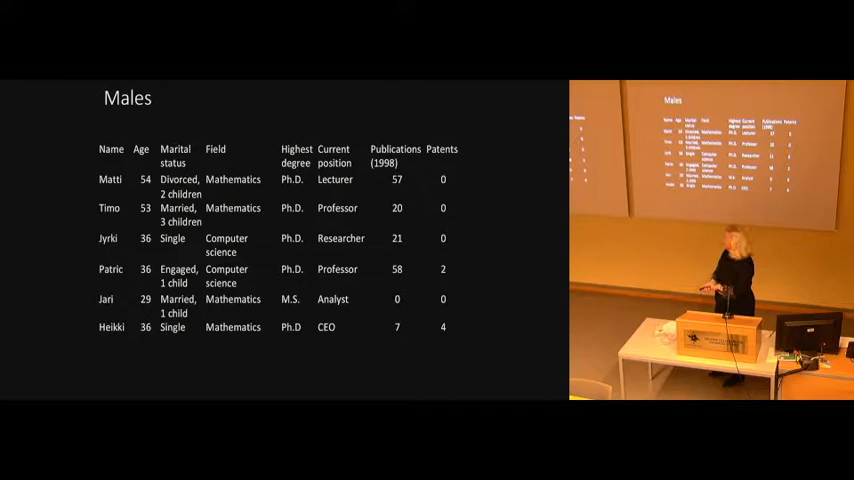 Males
Name Age Marital status Field Highest degree Current position Publications (1998) Patents
Matti 54 Divorced, 2 children Mathematics Ph.D. Lecturer 57 0
Timo 53 Married, 3 children Mathematics Ph.D. Professor 20 0
Jyrki 36 Single Computer science Ph.D. Researcher 21 0
Patric 36 Engaged, 1 child Computer science Ph.D. Professor 58 2
Jari 29 Married, 1 child Mathematics M.S. Analyst 0 0
Heikki 36 Single Mathematics Ph.D CEO 7 4
Males